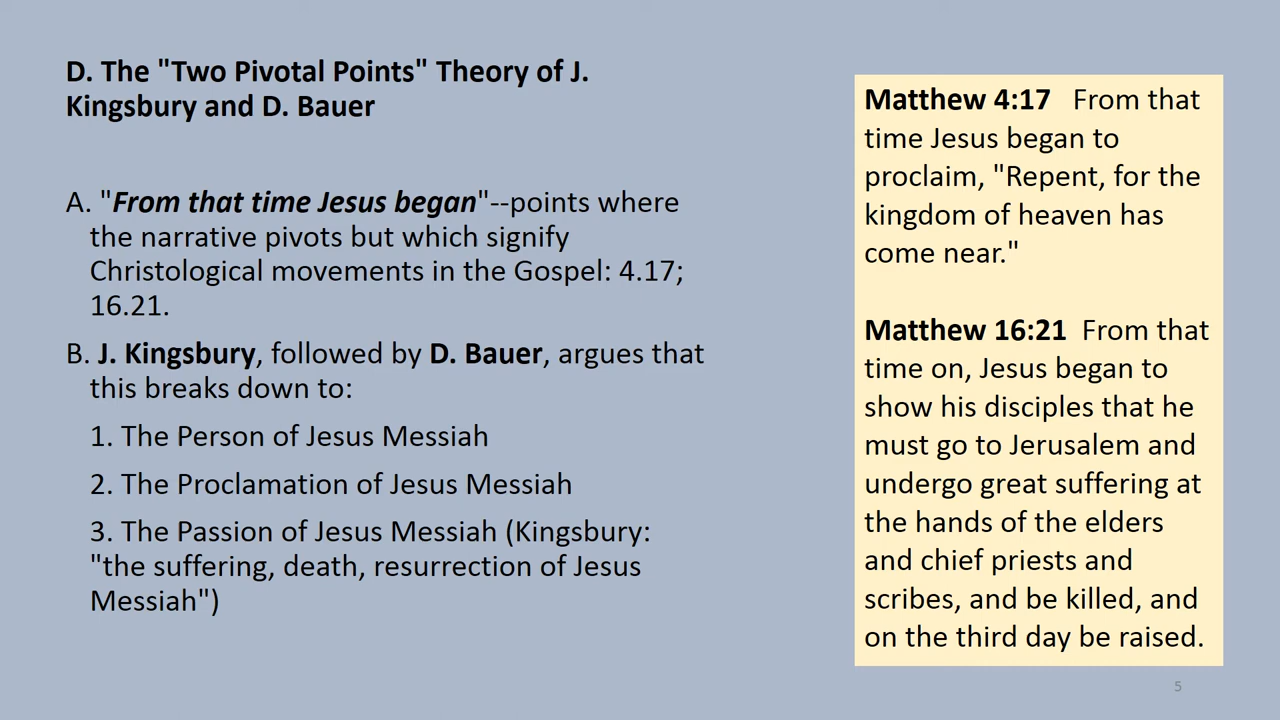 D. The "Two Pivotal Points" Theory of J.
Kingsbury and D. Bauer
A. "From that time Jesus began"--points where
the narrative pivots but which signify
Christological movements in the Gospel: 4.17;
16.21.
B. J. Kingsbury, followed by D. Bauer, argues that
this breaks down to:
1. The Person of Jesus Messiah
2. The Proclamation of Jesus Messiah
3. The Passion of Jesus Messiah (Kingsbury:
"the suffering, death, resurrection of Jesus
Messiah")
Matthew 4:17 From that
time Jesus began to
proclaim, "Repent, for the
kingdom of heaven has
come near."
Matthew 16:21 From that
time on, Jesus began to
show his disciples that he
must go to Jerusalem and
undergo great suffering at
the hands of the elders
and chief priests and
scribes, and be killed, and
on the third day be raised.
5